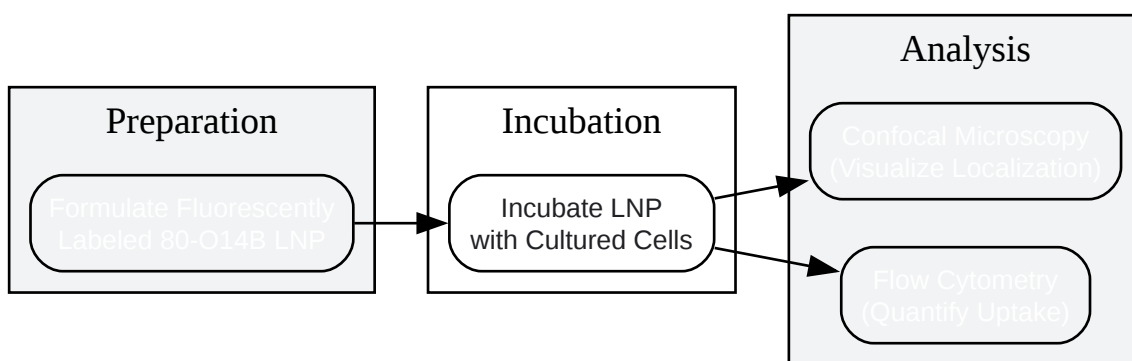 Preparation
Formulate Fluorescently
Labeled 80-O14B LNP
Incubation
Incubate LNP
with Cultured Cells
Analysis
Confocal Microscopy
(Visualize Localization)
Flow Cytometry
(Quantify Uptake)